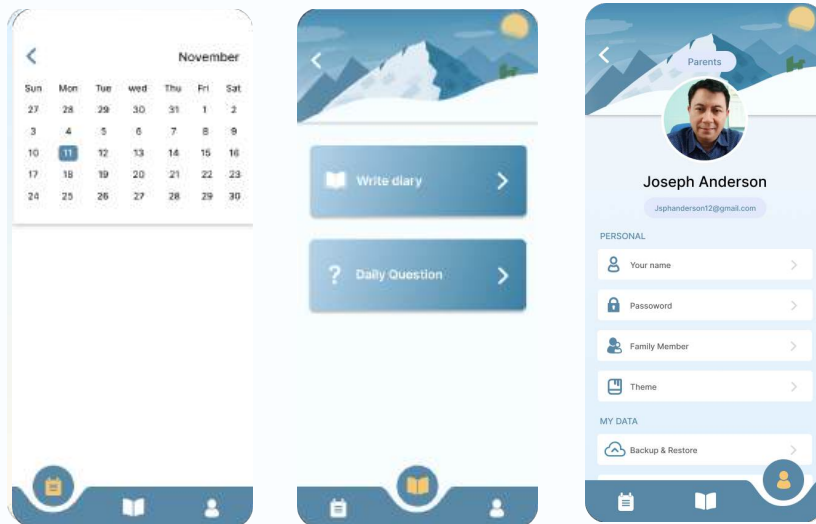 November
Sun Mon Tue wed Thu Fri Sat
27 28 29 30 31 1 2
3 4 5 6 7 8 9
10 11 12 13 14 15 16
17 18 19 20 21 22 23
24 25 26 27 28 29 30
Write diary
Daily Question
Parents
Joseph Anderson
Jsphanderson12@gmail.com
PERSONAL
Your name
Passoword
Family Member
Theme
MY DATA
Backup & Restore